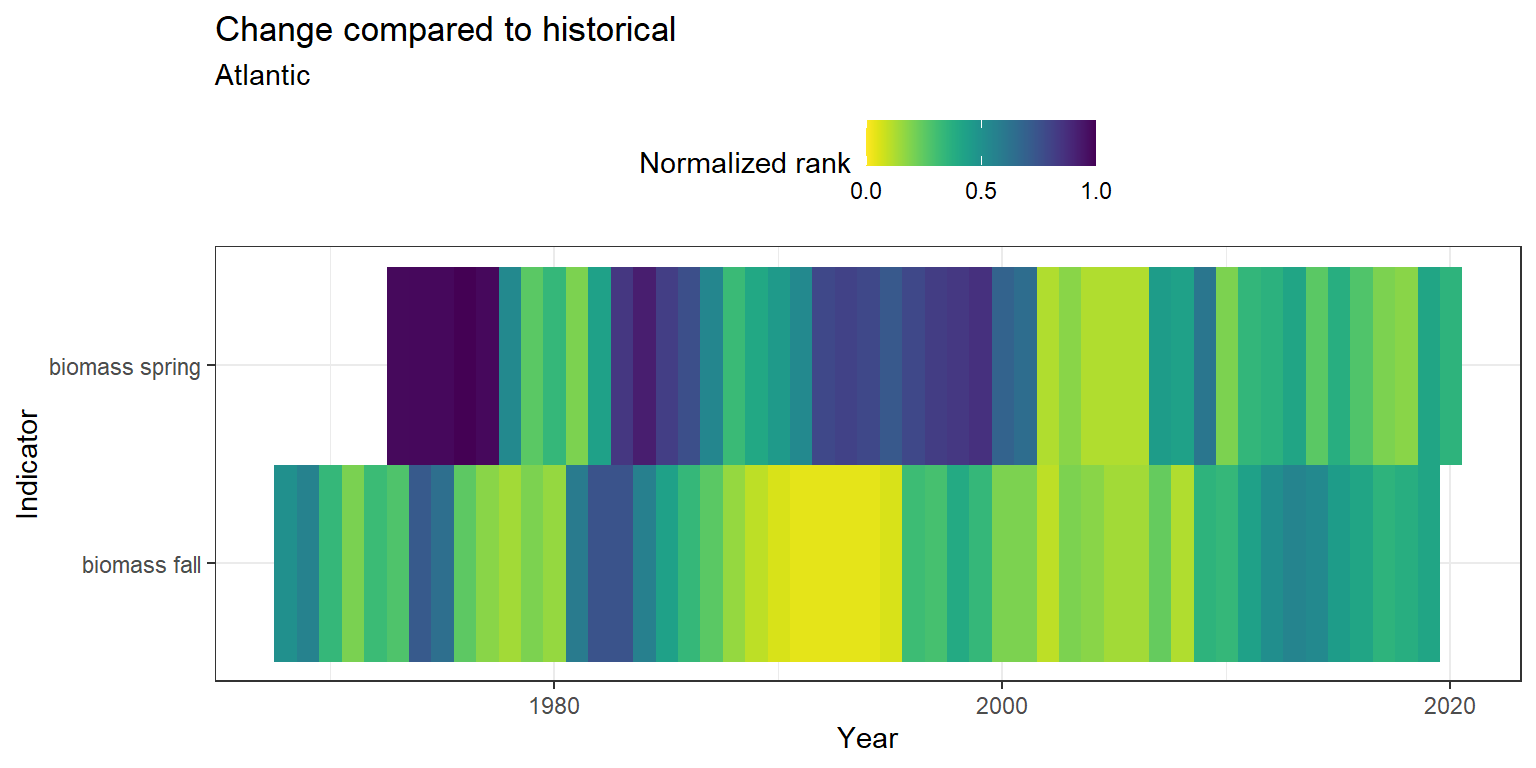 Change compared to historical
Atlantic
Normalized rank
0.0 0.5 1.0
Indicator
biomass spring
biomass fall
1980 2000 2020
Year